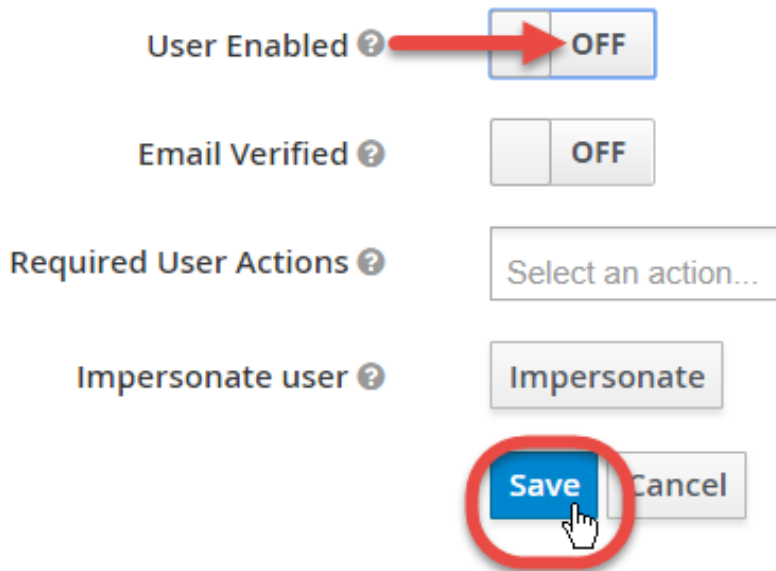 User Enabled OFF
Email Verified OFF
Required User Actions Select an action...
Impersonate user Impersonate
Save Cancel